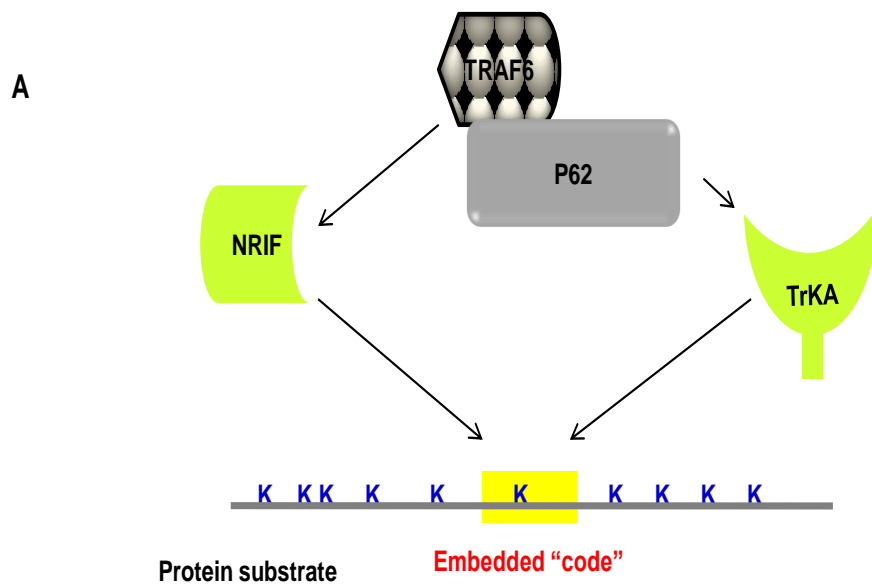 A
TRAF6
P62
NRIF
TrKA
K K K K K K K K K K
Embedded “code”
Protein substrate